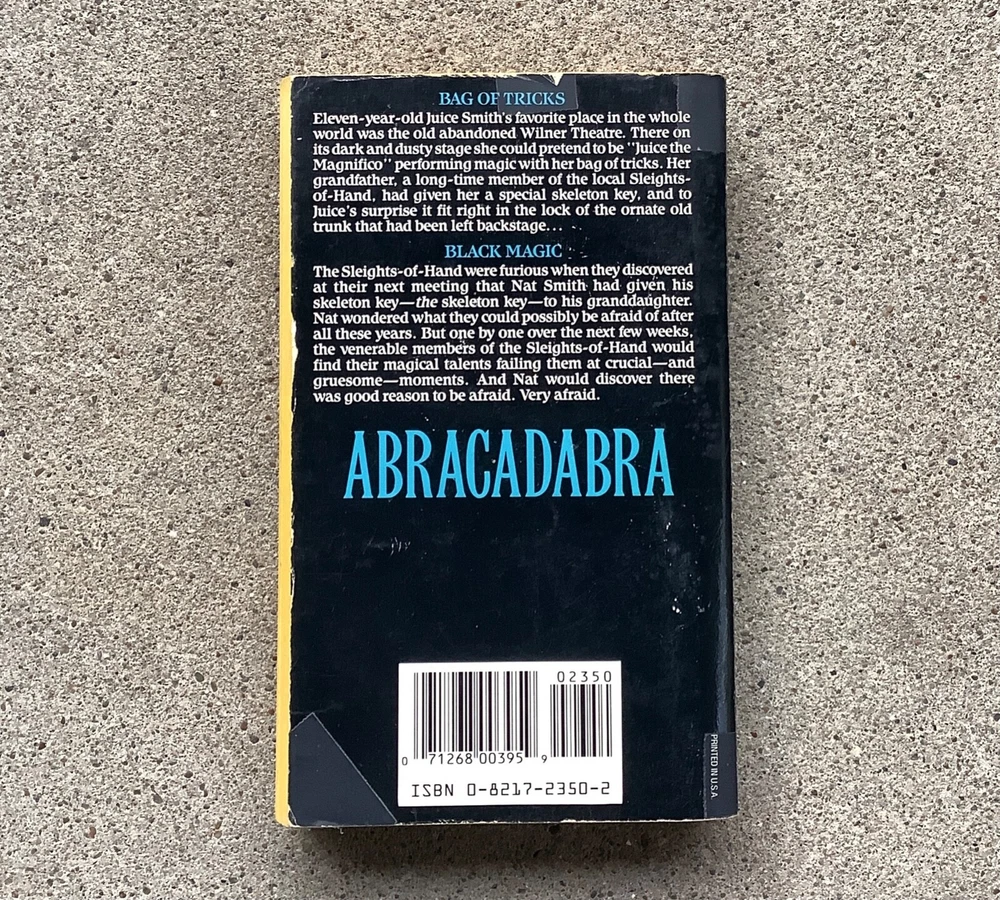 BAG OF TRICKS
Eleven-year-old Juice Smith's favorite place in the whole
world was the old abandoned Wilner Theatre. There on
its dark and dusty stage she could pretend to be "Juice the
Magnifico" performing magic with her bag of tricks. Her
grandfather, a long-time member of the local Sleights-
of-Hand, had given her a special skeleton key, and to
Juice's surprise it fit right in the lock of the ornate old
trunk that had been left backstage...
BLACK MAGIC
The Sleights-of-Hand were furious when they discovered
at their next meeting that Nat Smith had given his
skeleton key—the skeleton key—to his granddaughter.
Nat wondered what they could possibly be afraid of after
all these years. But one by one over the next few weeks,
the venerable members of the Sleights-of-Hand would
find their magical talents failing them at crucial—and
gruesome—moments. And Nat would discover there
was good reason to be afraid. Very afraid.
ABRACADABRA
02350
0 71268 00395 9
ISBN 0-8217-2350-2
PRINTED IN U.S.A.